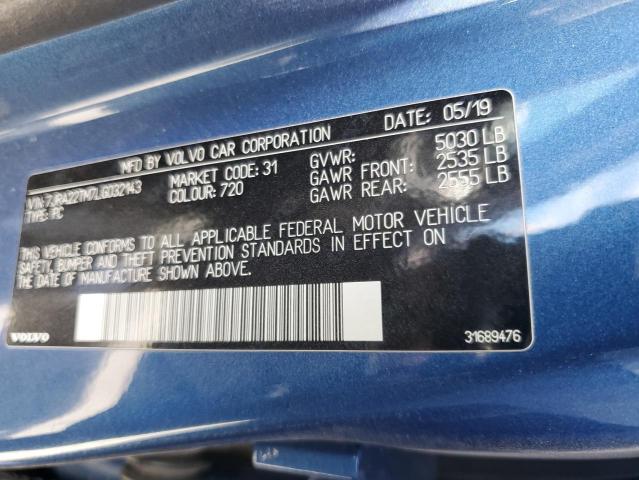 MFD BY VOLVO CAR CORPORATION DATE: 05/19
VIN: 7JRA22TM7LG032143 MARKET CODE: 31 GVWR: 5030 LB
TYPE: PC COLOUR: 720 GAWR FRONT: 2535 LB
GAWR REAR: 2555 LB
THIS VEHICLE CONFORMS TO ALL APPLICABLE FEDERAL MOTOR VEHICLE
SAFETY, BUMPER AND THEFT PREVENTION STANDARDS IN EFFECT ON
THE DATE OF MANUFACTURE SHOWN ABOVE.
VOLVO 31689476